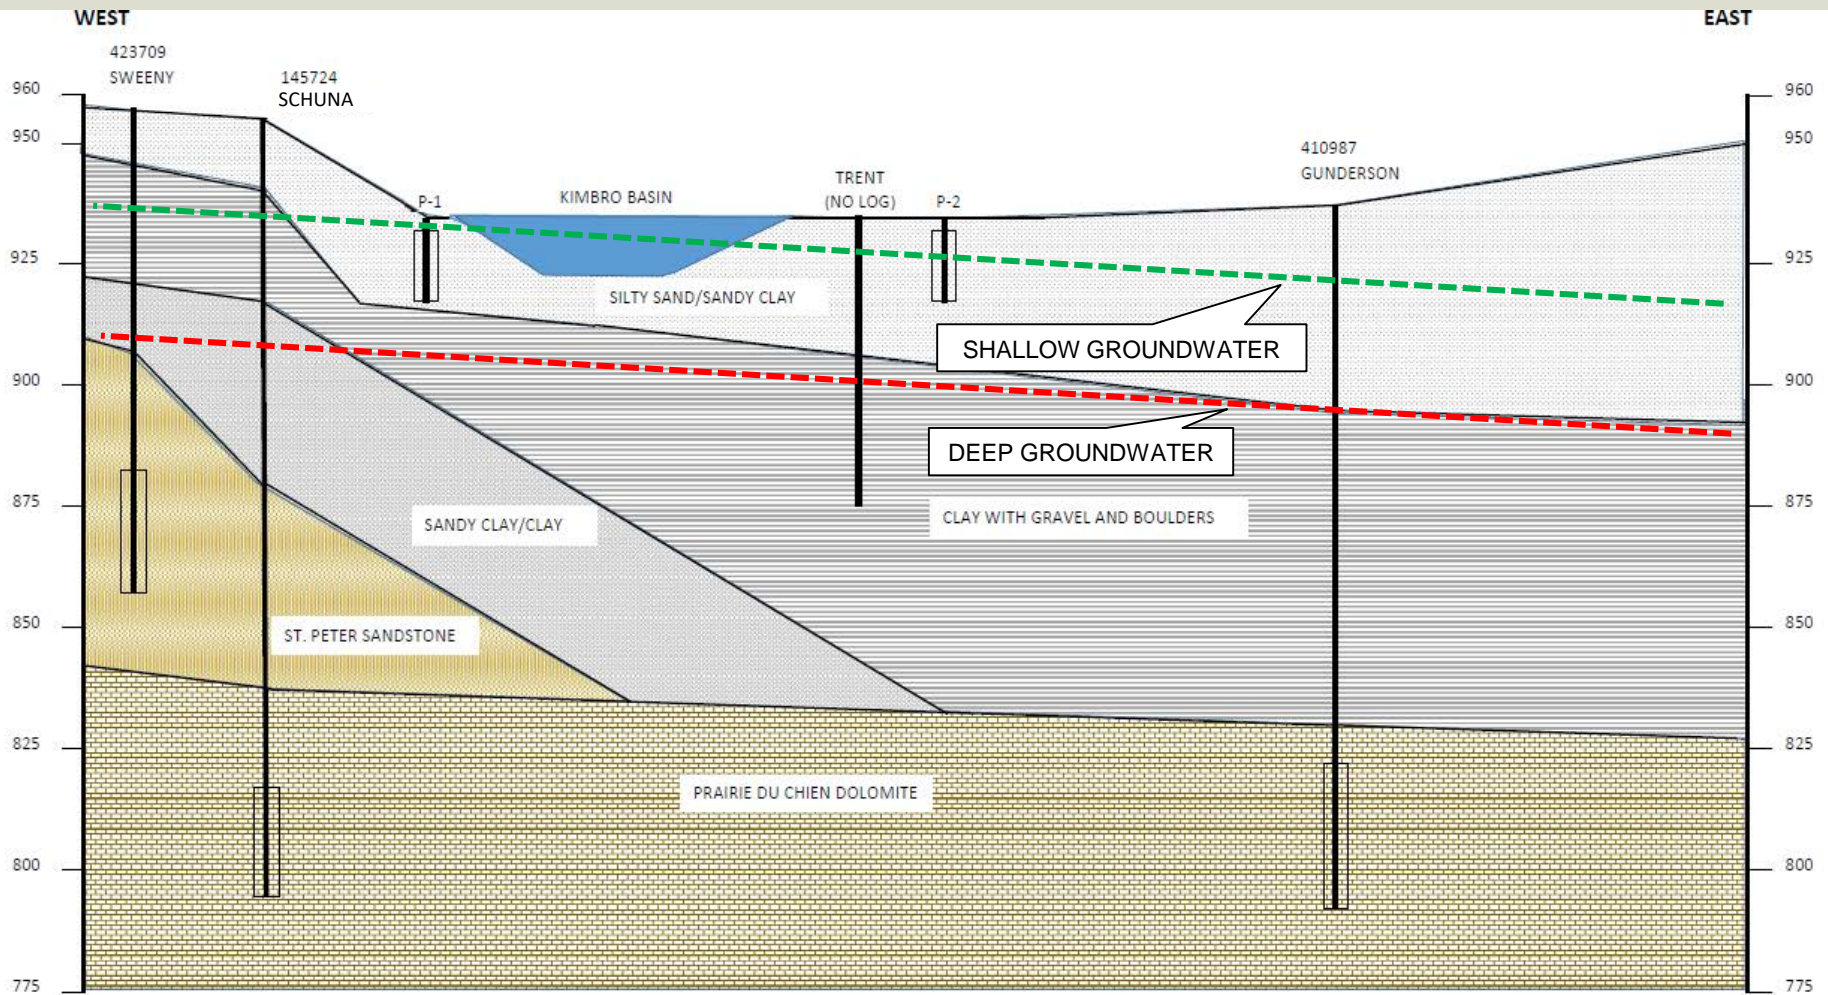 WEST
EAST
423709
SWEENY
145724
SCHUNA
960
960
950
950
410987
GUNDERSON
TRENT
(NO LOG)
P-1
KIMBRO BASIN
P-2
925
925
SILTY SAND/SANDY CLAY
SHALLOW GROUNDWATER
900
900
DEEP GROUNDWATER
875
875
SANDY CLAY/CLAY
CLAY WITH GRAVEL AND BOULDERS
850
850
ST. PETER SANDSTONE
825
825
PRAIRIE DU CHIEN DOLOMITE
800
800
775
775